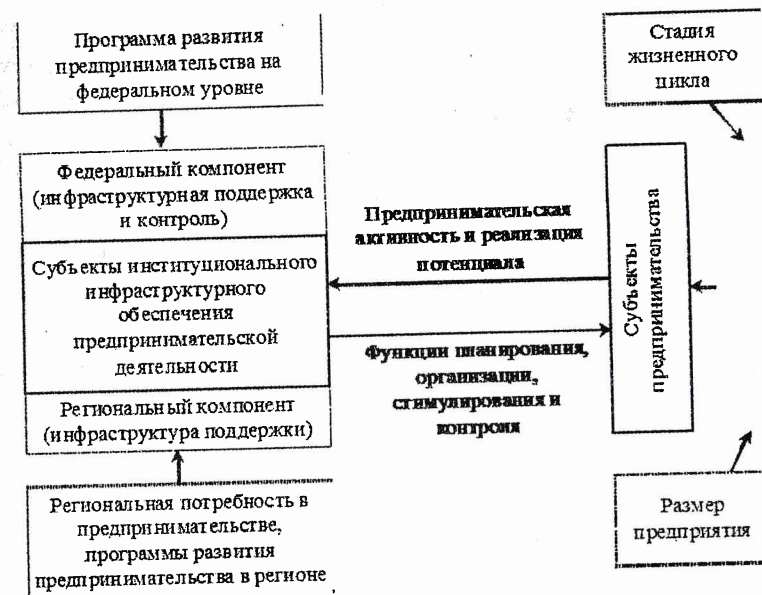 Программа развития
предпринимательства на
федеральном уровне
Федеральный компонент
(инфраструктурная поддержка
и контроль)
Субъекты институционального
инфраструктурного
обеспечения
предпринимательской
деятельности
Региональный компонент
(инфраструктура поддержки)
Региональная потребность в
предпринимательстве,
программы развития
предпринимательства в регионе
Предпринимательская
активность и реализация
потенциала
Функции планирования,
организации,
стимулирования и
контроля
Субъекты
предпринимательства
Стадия
жизненного
цикла
Размер
предприятия